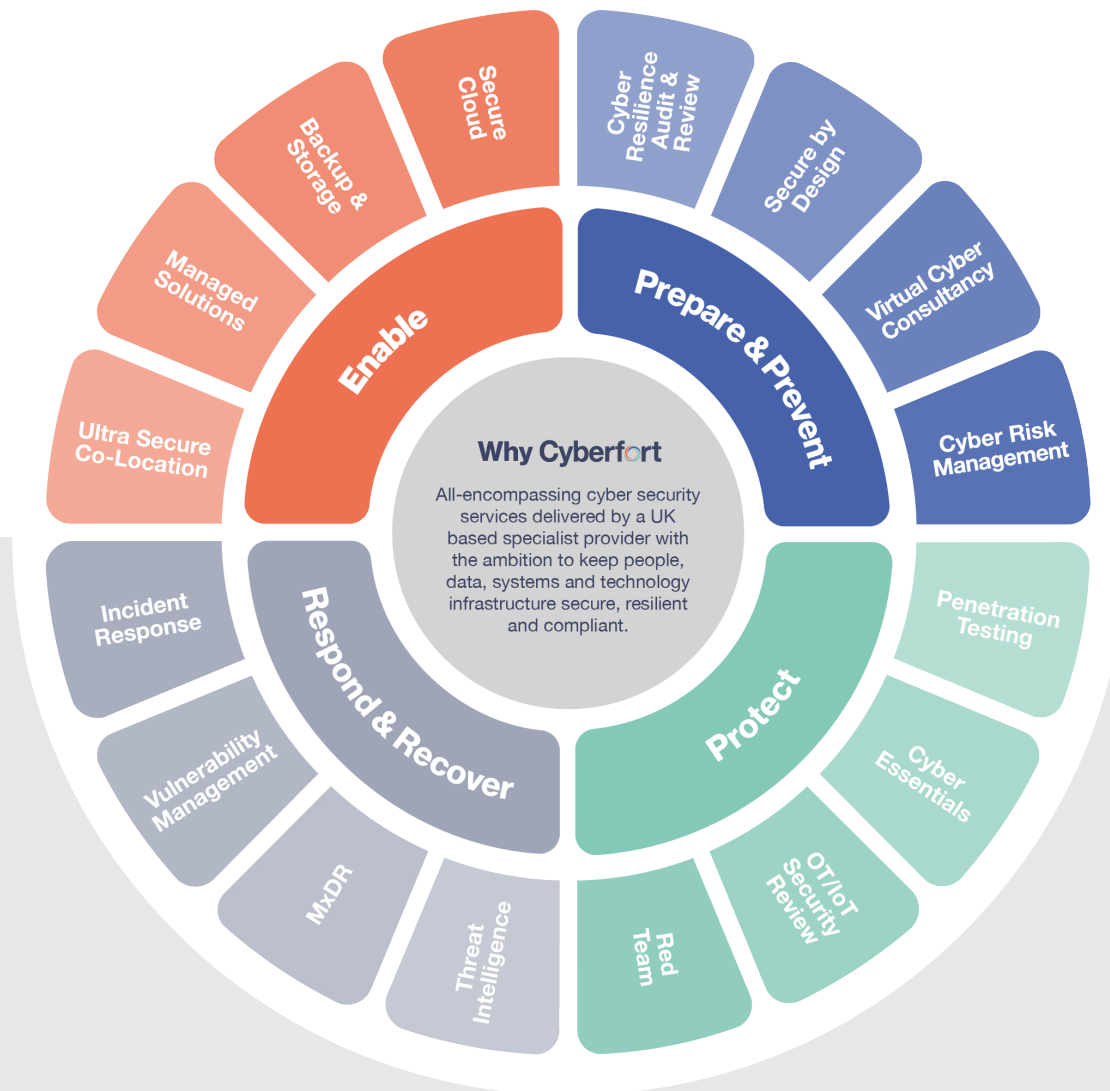 Why Cyberfort
All-encompassing cyber security
services delivered by a UK
based specialist provider with
the ambition to keep people,
data, systems and technology
infrastructure secure, resilient
and compliant.
Prepare & Prevent
Cyber
Resilience
Audit &
Review
Secure by
Design
Virtual Cyber
Consultancy
Cyber Risk
Management
Protect
Penetration
Testing
Cyber
Essentials
OT/IoT
Security
Review
Red
Team
Respond & Recover
Threat
Intelligence
MxDR
Vulnerability
Management
Incident
Response
Enable
Ultra Secure
Co-Location
Managed
Solutions
Backup &
Storage
Secure
Cloud